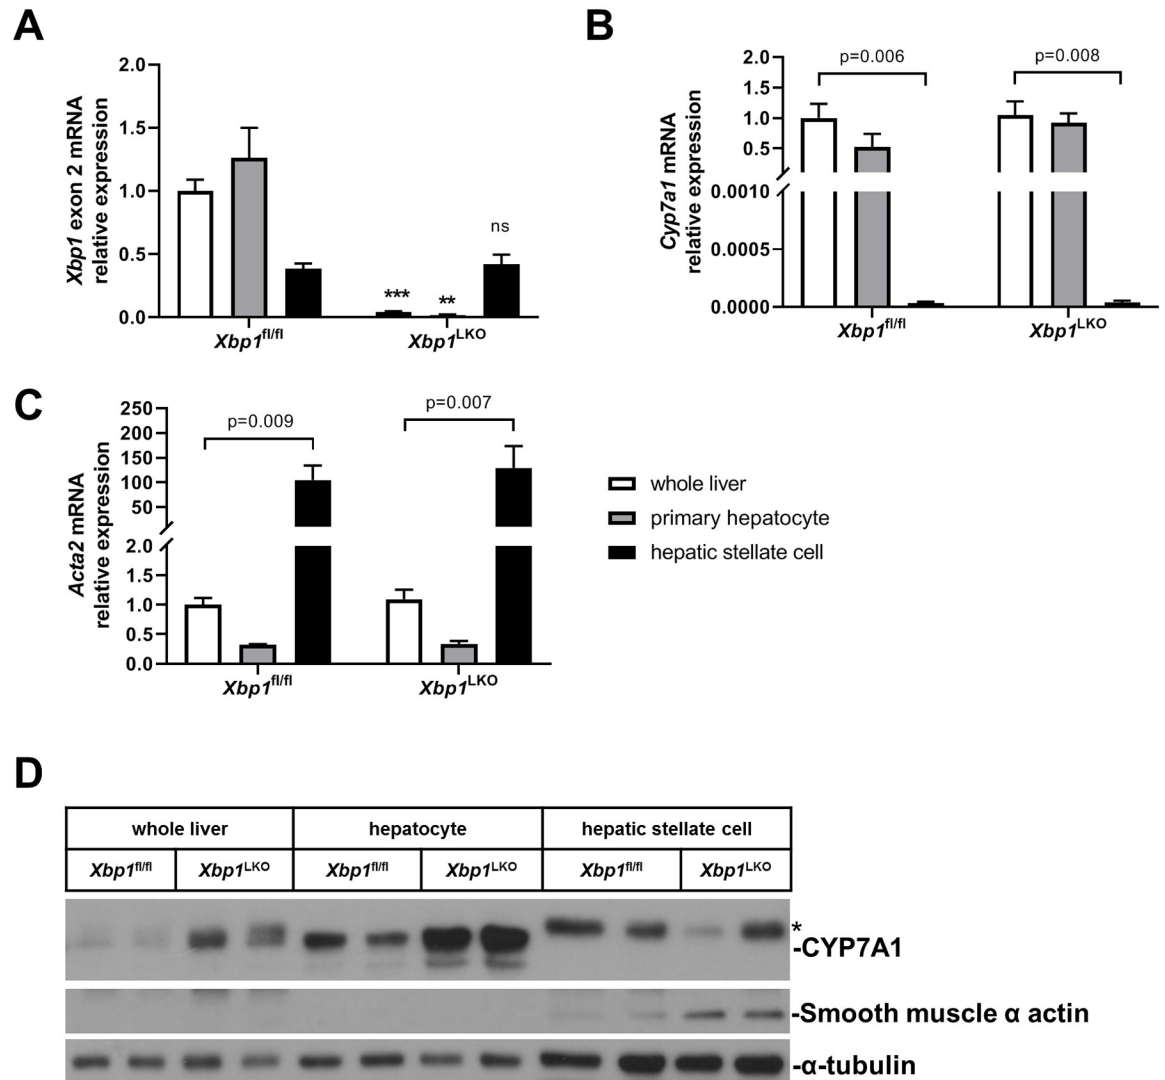 A
Xbp1 exon 2 mRNA
relative expression
2.0
1.5
1.0
0.5
0.0
***
**
ns
Xbp1fl/fl
Xbp1LKO
B
Cyp7a1 mRNA
relative expression
2.0
1.5
1.0
0.5
0.0010
0.0005
0.0000
p=0.006
p=0.008
Xbp1fl/fl
Xbp1LKO
C
Acta2 mRNA
relative expression
250
200
150
100
50
2.0
1.5
1.0
0.5
0.0
p=0.009
p=0.007
Xbp1fl/fl
Xbp1LKO
whole liver
primary hepatocyte
hepatic stellate cell
D
whole liver hepatocyte hepatic stellate cell
Xbp1fl/fl Xbp1LKO Xbp1fl/fl Xbp1LKO Xbp1fl/fl Xbp1LKO
*
-CYP7A1
-Smooth muscle α actin
-α-tubulin